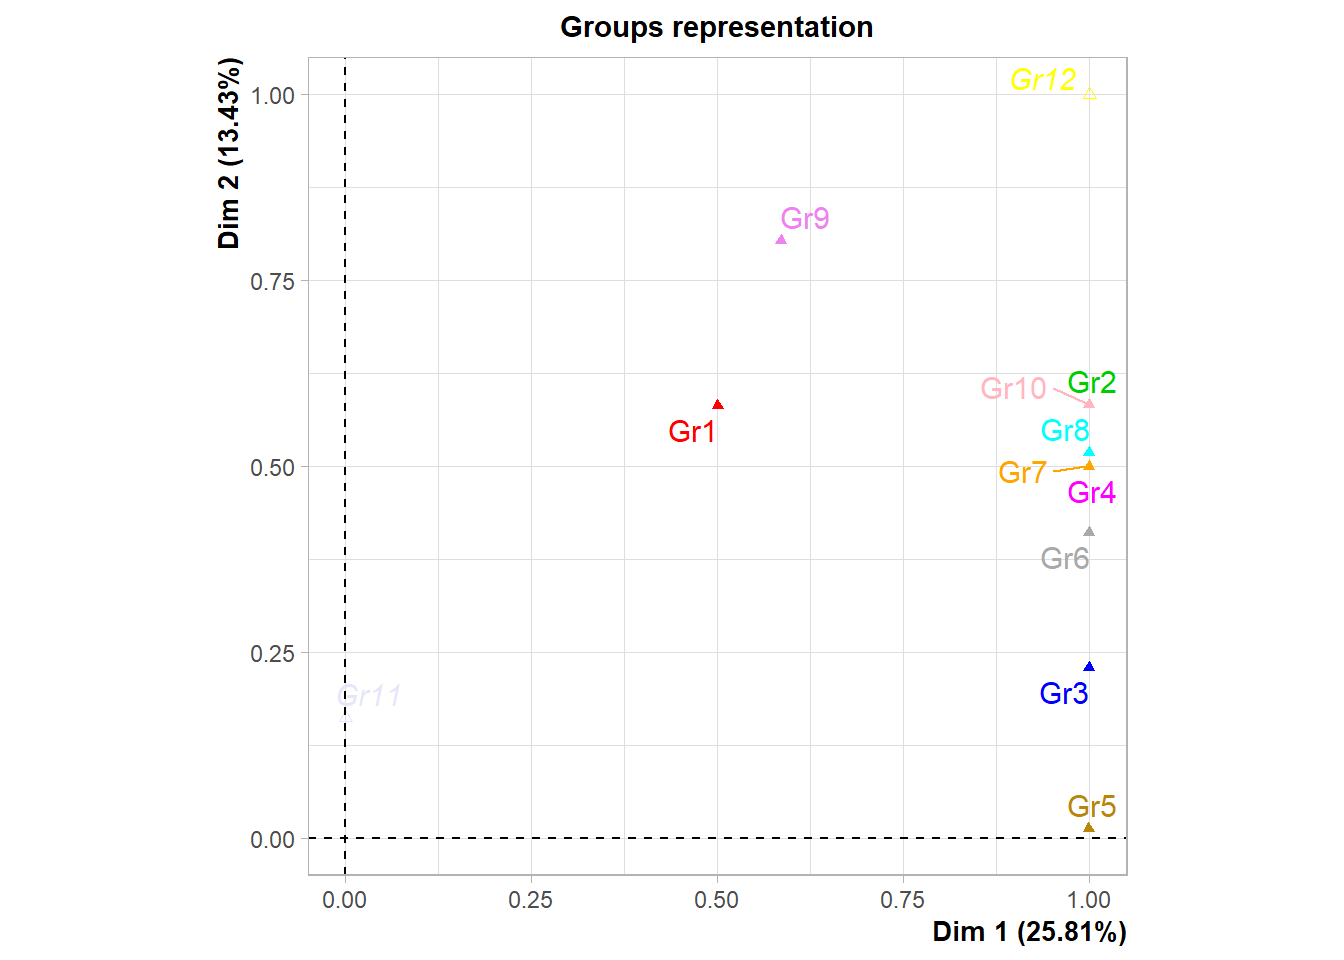 Groups representation
Dim 2 (13.43%)
1.00
0.75
0.50
0.25
0.00
Gr12
Gr9
Gr2
Gr10
Gr8
Gr1
Gr7
Gr4
Gr6
Gr11
Gr3
Gr5
0.00 0.25 0.50 0.75 1.00
Dim 1 (25.81%)